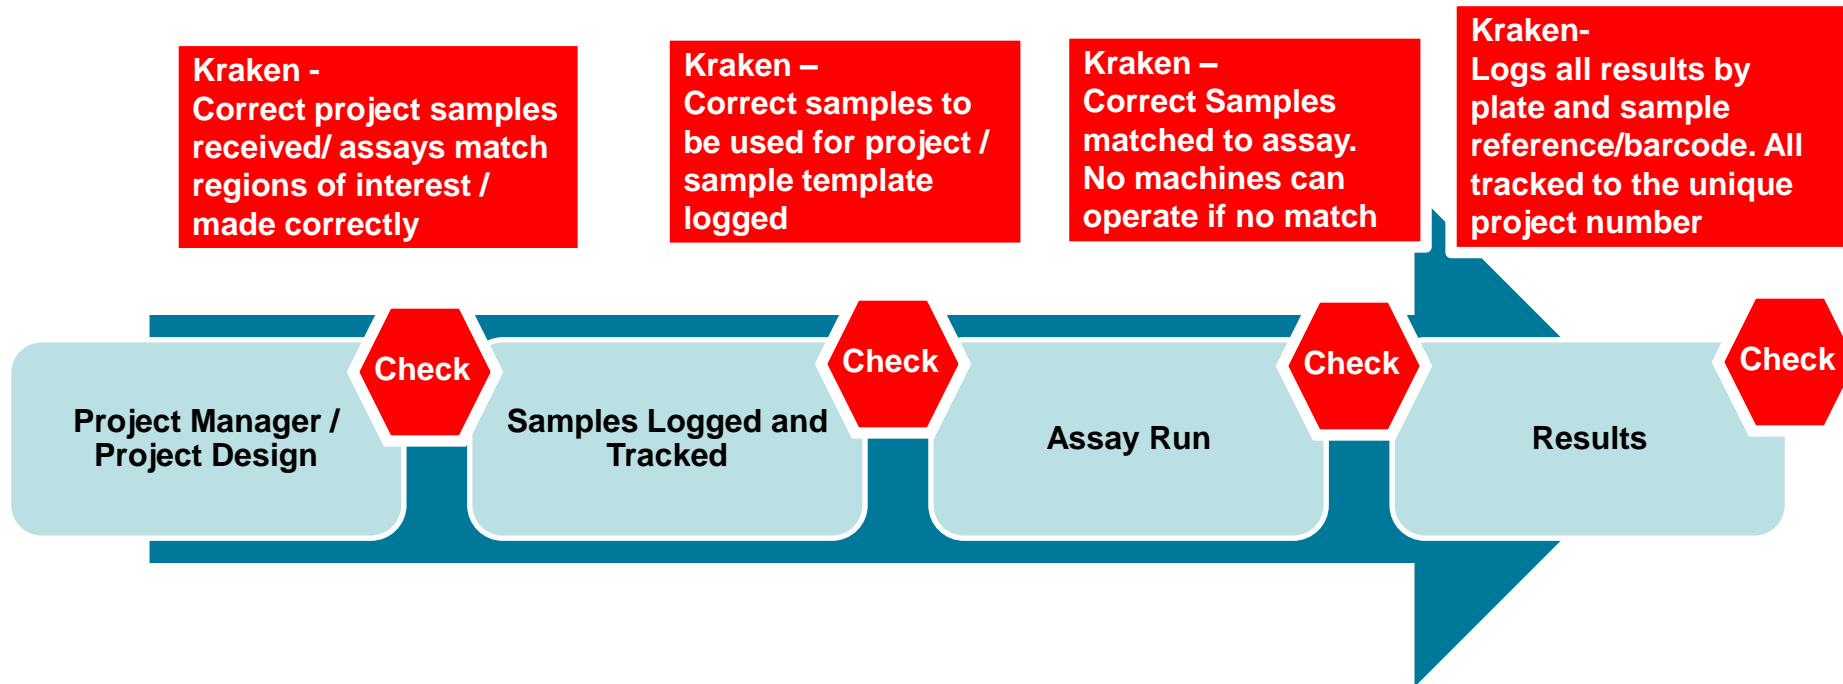 Kraken -
Correct project samples
received/ assays match
regions of interest /
made correctly
Kraken –
Correct samples to
be used for project /
sample template
logged
Kraken –
Correct Samples
matched to assay.
No machines can
operate if no match
Kraken-
Logs all results by
plate and sample
reference/barcode. All
tracked to the unique
project number
Check
Check
Check
Check
Project Manager /
Project Design
Samples Logged and
Tracked
Assay Run
Results